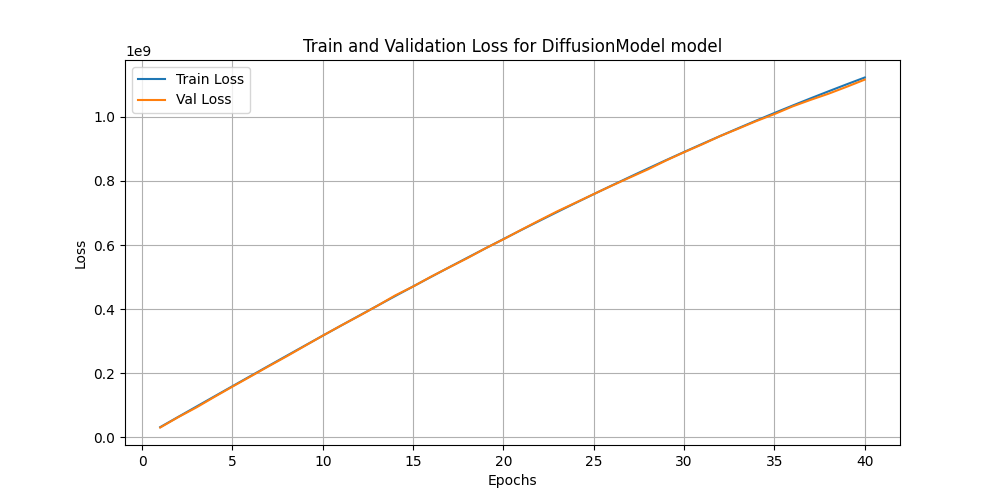 Train and Validation Loss for DiffusionModel model
1e9
Train Loss
Val Loss
1.0
0.8
0.6
0.4
0.2
0.0
Loss
0 5 10 15 20 25 30 35 40
Epochs